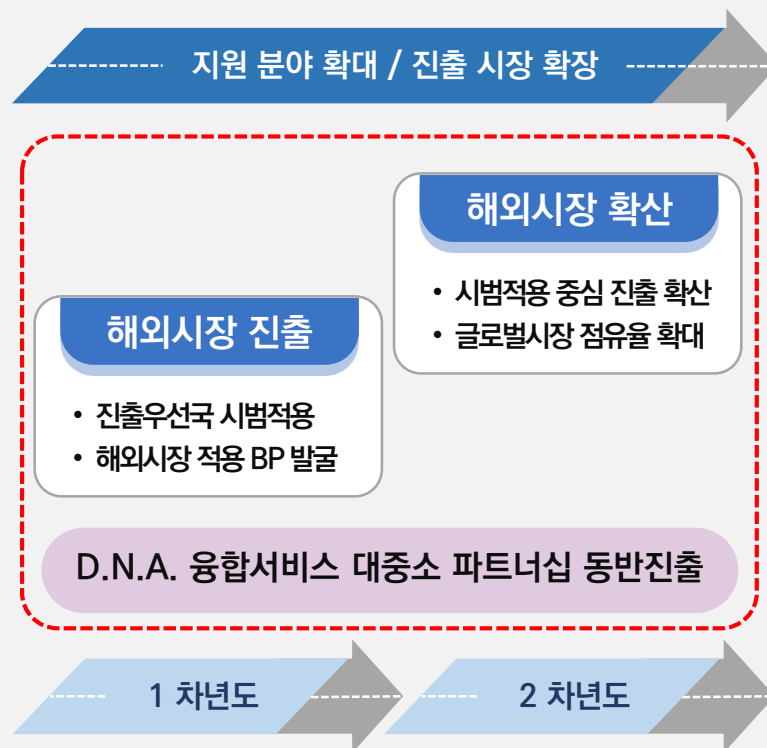 지원 분야 확대 / 진출 시장 확장
해외시장 확산
• 시범적용 중심 진출 확산
• 글로벌시장 점유율 확대
해외시장 진출
• 진출우선국 시범적용
• 해외시장 적용 BP 발굴
D.N.A. 융합서비스 대중소 파트너십 동반진출
1 차년도
2 차년도